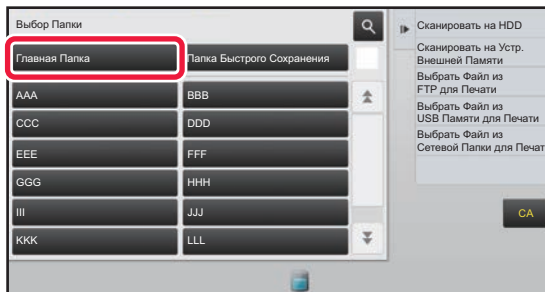 Выбор Папки
Главная Папка
Папка Быстрого Сохранения
AAA
BBB
CCC
DDD
EEE
FFF
GGG
HHH
III
JJJ
KKK
LLL
Сканировать на HDD
Сканировать на Устр.
Внешней Памяти
Выбрать Файл из
FTP для Печати
Выбрать Файл из
USB Памяти для Печати
Выбрать Файл из
Сетевой Папки для Печат
CA